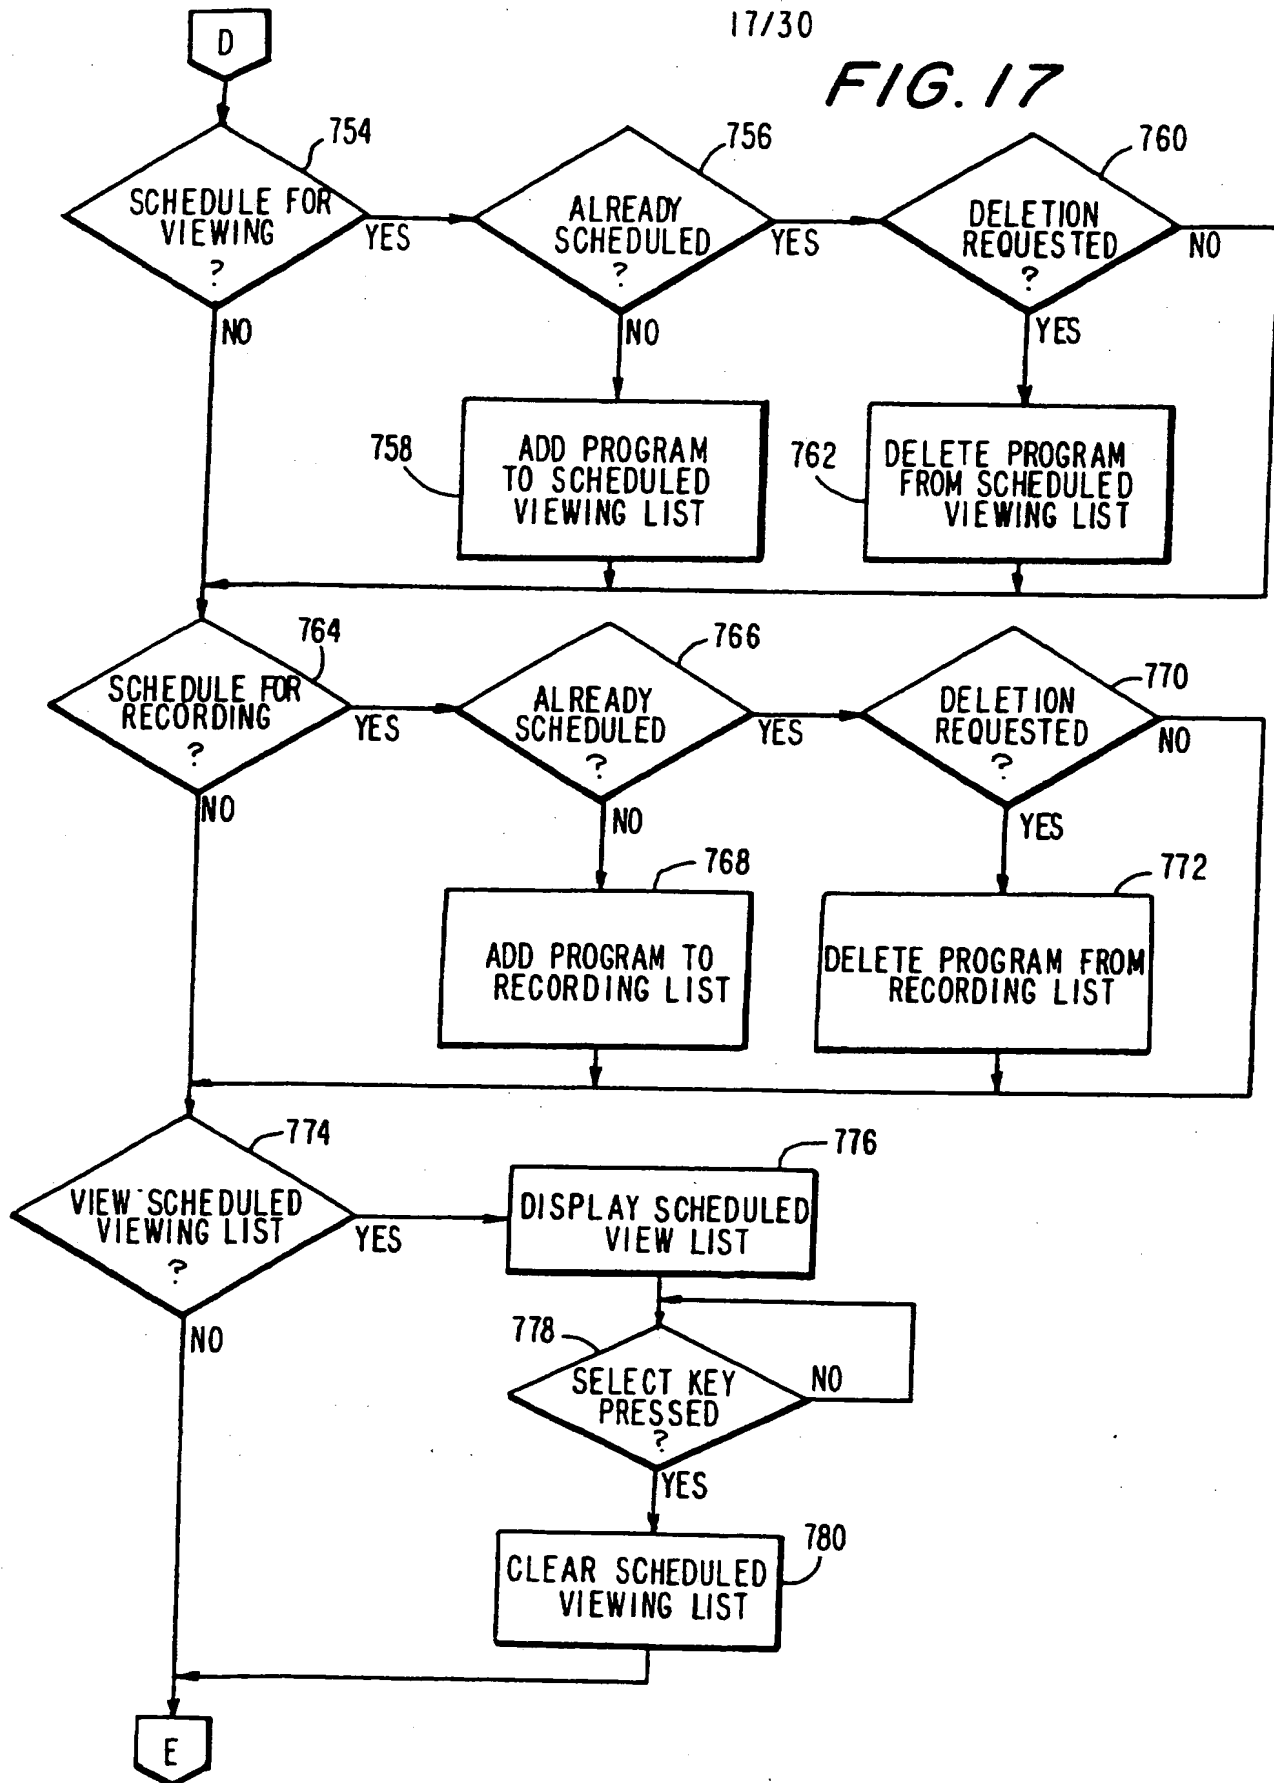 17/30
FIG. 17
D
754
SCHEDULE FOR
VIEWING
?
YES
NO
756
ALREADY
SCHEDULED
?
YES
NO
760
DELETION
REQUESTED
?
NO
YES
758
ADD PROGRAM
TO SCHEDULED
VIEWING LIST
762
DELETE PROGRAM
FROM SCHEDULED
VIEWING LIST
764
SCHEDULE FOR
RECORDING
?
YES
NO
766
ALREADY
SCHEDULED
?
YES
NO
770
DELETION
REQUESTED
?
NO
YES
768
ADD PROGRAM TO
RECORDING LIST
772
DELETE PROGRAM FROM
RECORDING LIST
774
VIEW SCHEDULED
VIEWING LIST
?
YES
NO
776
DISPLAY SCHEDULED
VIEW LIST
778
SELECT KEY
PRESSED
?
NO
YES
780
CLEAR SCHEDULED
VIEWING LIST
E